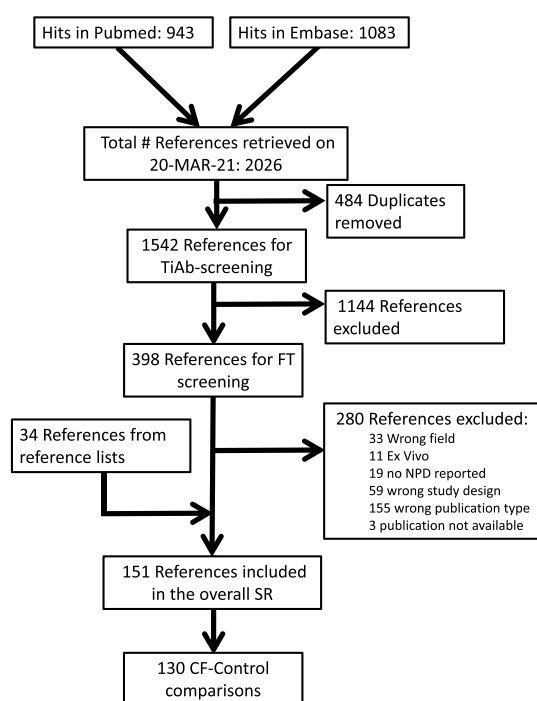 Hits in Pubmed: 943
Hits in Embase: 1083
Total # References retrieved on
20-MAR-21: 2026
484 Duplicates
removed
1542 References for
TiAb-screening
1144 References
excluded
398 References for FT
screening
34 References from
reference lists
280 References excluded:
33 Wrong field
11 Ex Vivo
19 no NPD reported
59 wrong study design
155 wrong publication type
3 publication not available
151 References included
in the overall SR
130 CF-Control
comparisons